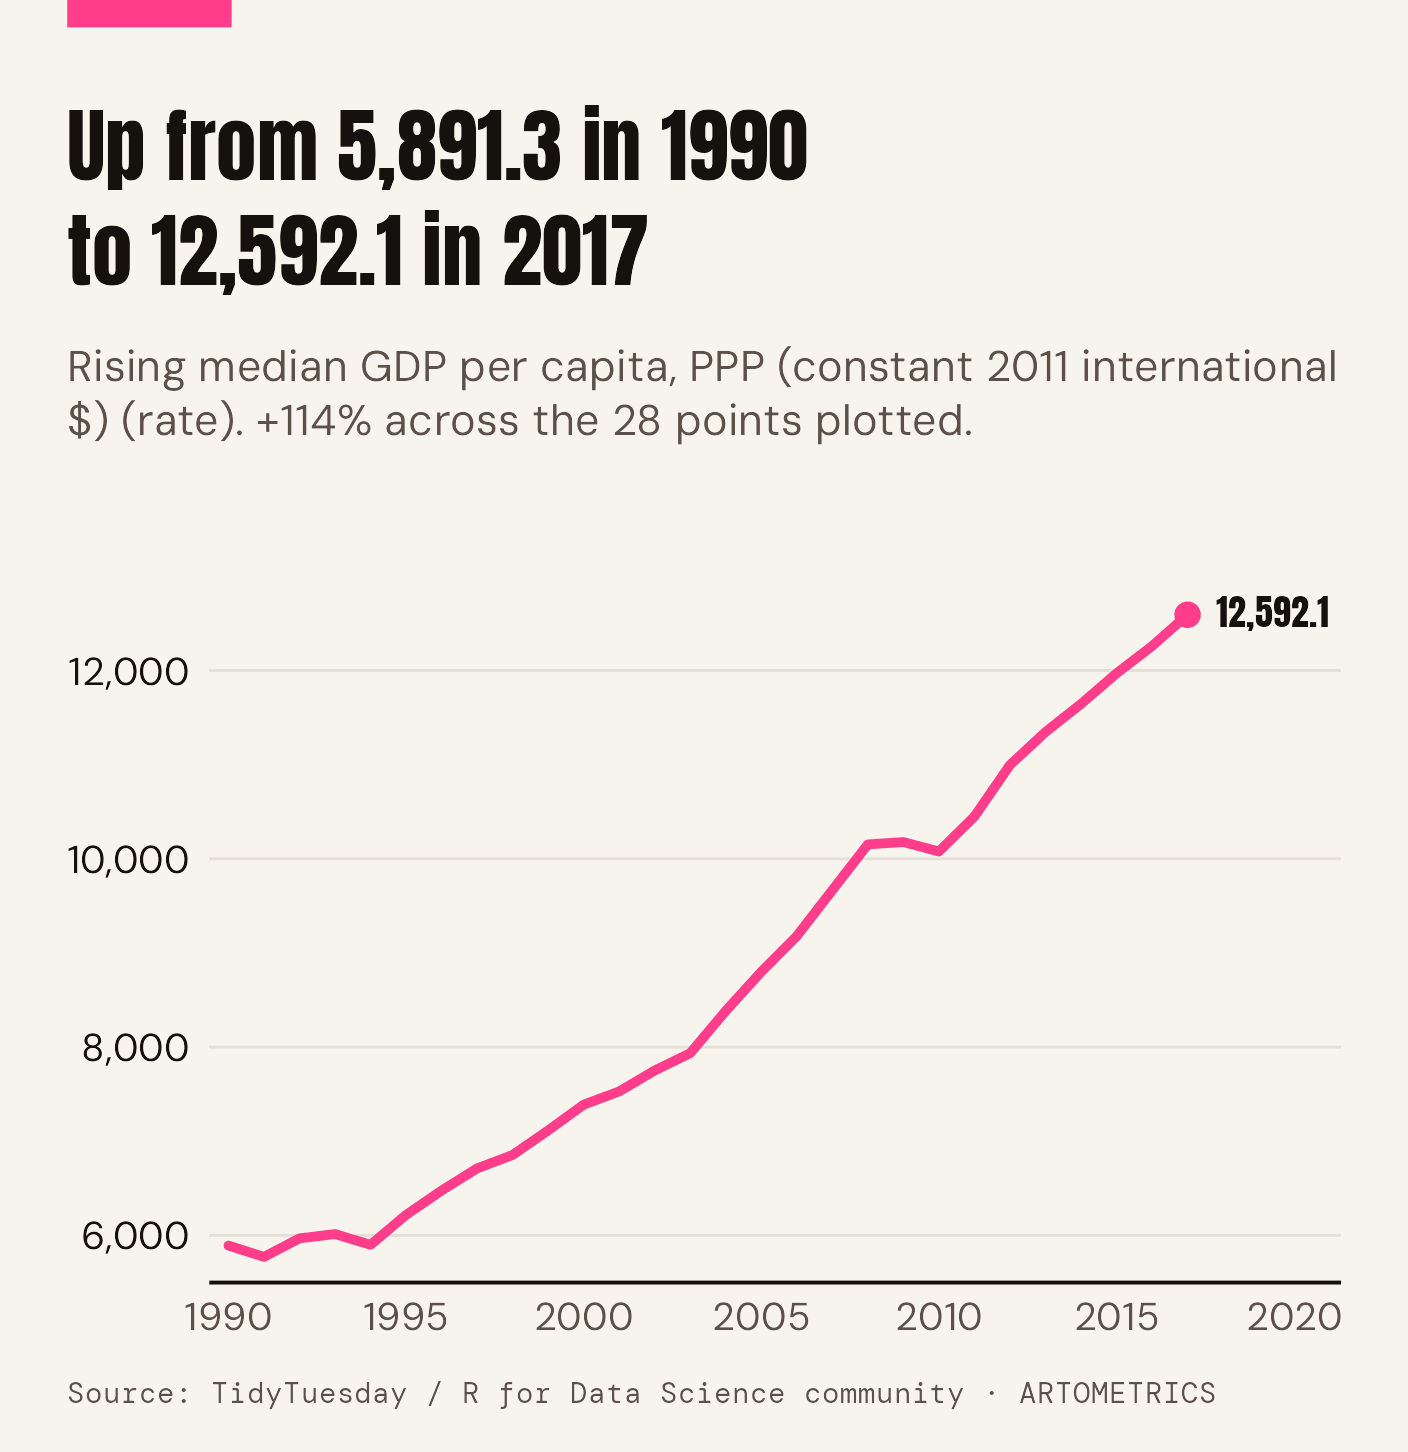 Up from 5,891.3 in 1990
to 12,592.1 in 2017
Rising median GDP per capita, PPP (constant 2011 international
$) (rate). +114% across the 28 points plotted.
12,592.1
12,000
10,000
8,000
6,000
1990 1995 2000 2005 2010 2015 2020
Source: TidyTuesday / R for Data Science community · ARTOMETRICS